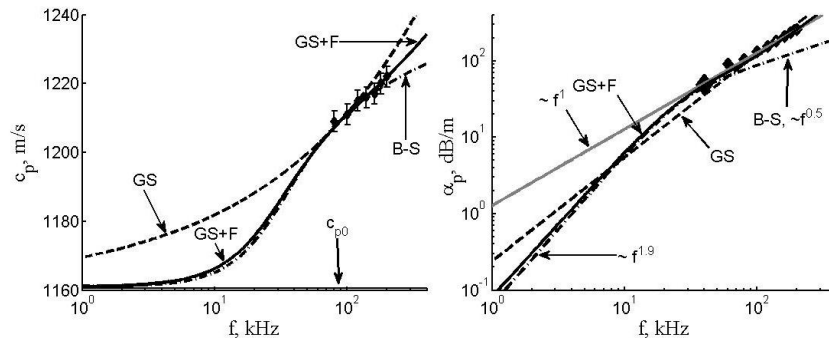 1240
1220
1200
1180
1160
c_p, m/s
GS+F
B-S
GS
GS+F
c_p0
10^0
10^1
10^2
f, kHz
10^2
10^1
10^0
10^-1
α_p, dB/m
GS+F
~ f^1
B-S, ~f^0.5
GS
~ f^1.9
10^0
10^1
10^2
f, kHz